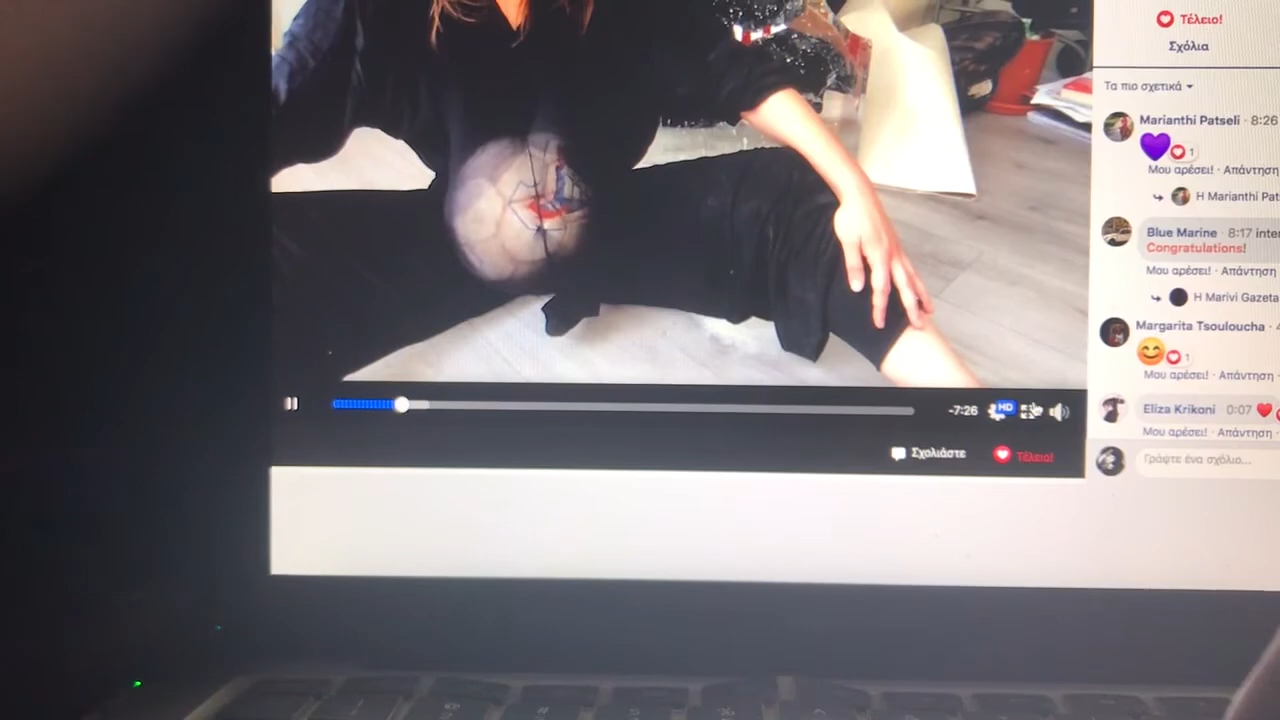 Τέλειο!
Σχόλια
Τα πιο σχετικά
Marianthi Patseli · 8:26
1
Μου αρέσει! · Απάντηση
Η Marianthi Pat
Blue Marine · 8:17 inter
Congratulations!
Μου αρέσει! · Απάντηση
Η Marivi Gazeta
Margarita Tsouloucha · 4
1
Μου αρέσει! · Απάντηση ·
Eliza Krikoni 0:07
Μου αρέσει! · Απάντηση ·
Γράψτε ένα σχόλιο...
-7:26 HD
Σχολιάστε Τέλειο!